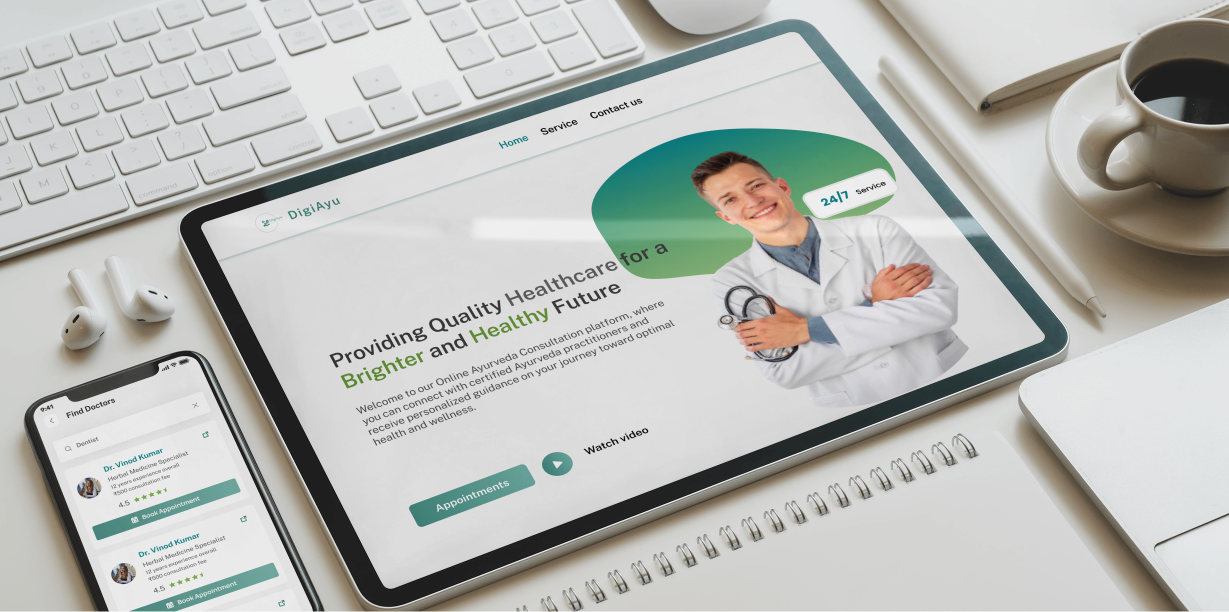 Home Service Contact us
DigiAyu
24|7 Service
Providing Quality Healthcare for a
Brighter and Healthy Future
Welcome to our Online Ayurveda Consultation platform, where
you can connect with certified Ayurveda practitioners and
receive personalized guidance on your journey toward optimal
health and wellness.
Appointments
Watch video
9:41
Find Doctors
Dentist
Dr. Vinod Kumar
Herbal Medicine Specialist
12 years experience overall
₹500 consultation fee
4.5
Book Appointment
Dr. Vinod Kumar
Herbal Medicine Specialist
12 years experience overall
₹500 consultation fee
4.5
Book Appointment
command
option